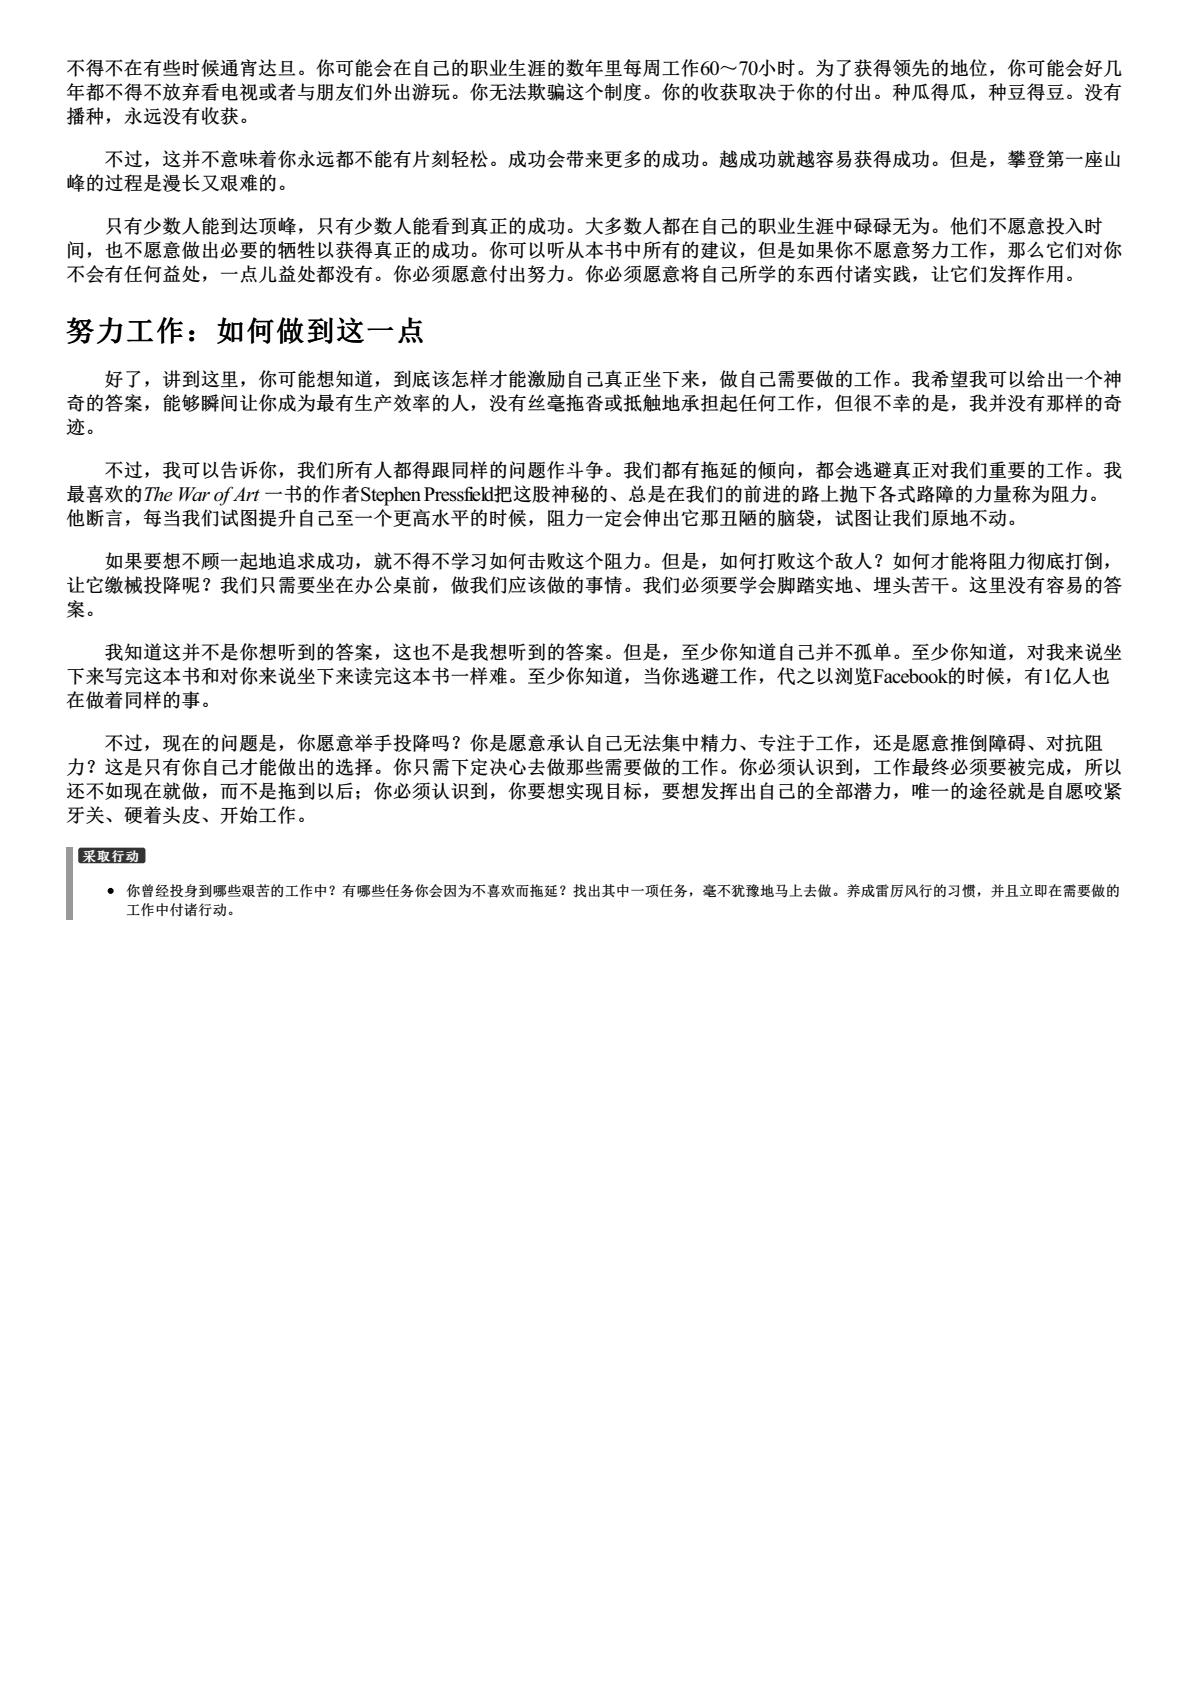 不得不在有些时候通宵达旦。你可能会在自己的职业生涯的数年里每周工作60～70小时。为了获得领先的地位，你可能会好几
年都不得不放弃看电视或者与朋友们外出游玩。你无法欺骗这个制度。你的收获取决于你的付出。种瓜得瓜，种豆得豆。没有
播种，永远没有收获。
不过，这并不意味着你永远都不能有片刻轻松。成功会带来更多的成功。越成功就越容易获得成功。但是，攀登第一座山
峰的过程是漫长又艰难的。
只有少数人能到达顶峰，只有少数人能看到真正的成功。大多数人都在自己的职业生涯中碌碌无为。他们不愿意投入时
间，也不愿意做出必要的牺牲以获得真正的成功。你可以听从本书中所有的建议，但是如果你不愿意努力工作，那么它们对你
不会有任何益处，一点儿益处都没有。你必须愿意付出努力。你必须愿意将自己所学的东西付诸实践，让它们发挥作用。
努力工作：如何做到这一点
好了，讲到这里，你可能想知道，到底该怎样才能激励自己真正坐下来，做自己需要做的工作。我希望我可以给出一个神
奇的答案，能够瞬间让你成为最有生产效率的人，没有丝毫拖沓或抵触地承担起任何工作，但很不幸的是，我并没有那样的奇
迹。
不过，我可以告诉你，我们所有人都得跟同样的问题作斗争。我们都有拖延的倾向，都会逃避真正对我们重要的工作。我
最喜欢的The War of Art 一书的作者Stephen Pressfield把这股神秘的、总是在我们的前进的路上抛下各式路障的力量称为阻力。
他断言，每当我们试图提升自己至一个更高水平的时候，阻力一定会伸出它那丑陋的脑袋，试图让我们原地不动。
如果要想不顾一起地追求成功，就不得不学习如何击败这个阻力。但是，如何打败这个敌人？如何才能将阻力彻底打倒，
让它缴械投降呢？我们只需要坐在办公桌前，做我们应该做的事情。我们必须要学会脚踏实地、埋头苦干。这里没有容易的答
案。
我知道这并不是你想听到的答案，这也不是我想听到的答案。但是，至少你知道自己并不孤单。至少你知道，对我来说坐
下来写完这本书和对你来说坐下来读完这本书一样难。至少你知道，当你逃避工作，代之以浏览Facebook的时候，有1亿人也
在做着同样的事。
不过，现在的问题是，你愿意举手投降吗？你是愿意承认自己无法集中精力、专注于工作，还是愿意推倒障碍、对抗阻
力？这是只有你自己才能做出的选择。你只需下定决心去做那些需要做的工作。你必须认识到，工作最终必须要被完成，所以
还不如现在就做，而不是拖到以后；你必须认识到，你要想实现目标，要想发挥出自己的全部潜力，唯一的途径就是自愿咬紧
牙关、硬着头皮、开始工作。
采取行动
● 你曾经投身到哪些艰苦的工作中？有哪些任务你会因为不喜欢而拖延？找出其中一项任务，毫不犹豫地马上去做。养成雷厉风行的习惯，并且立即在需要做的
工作中付诸行动。